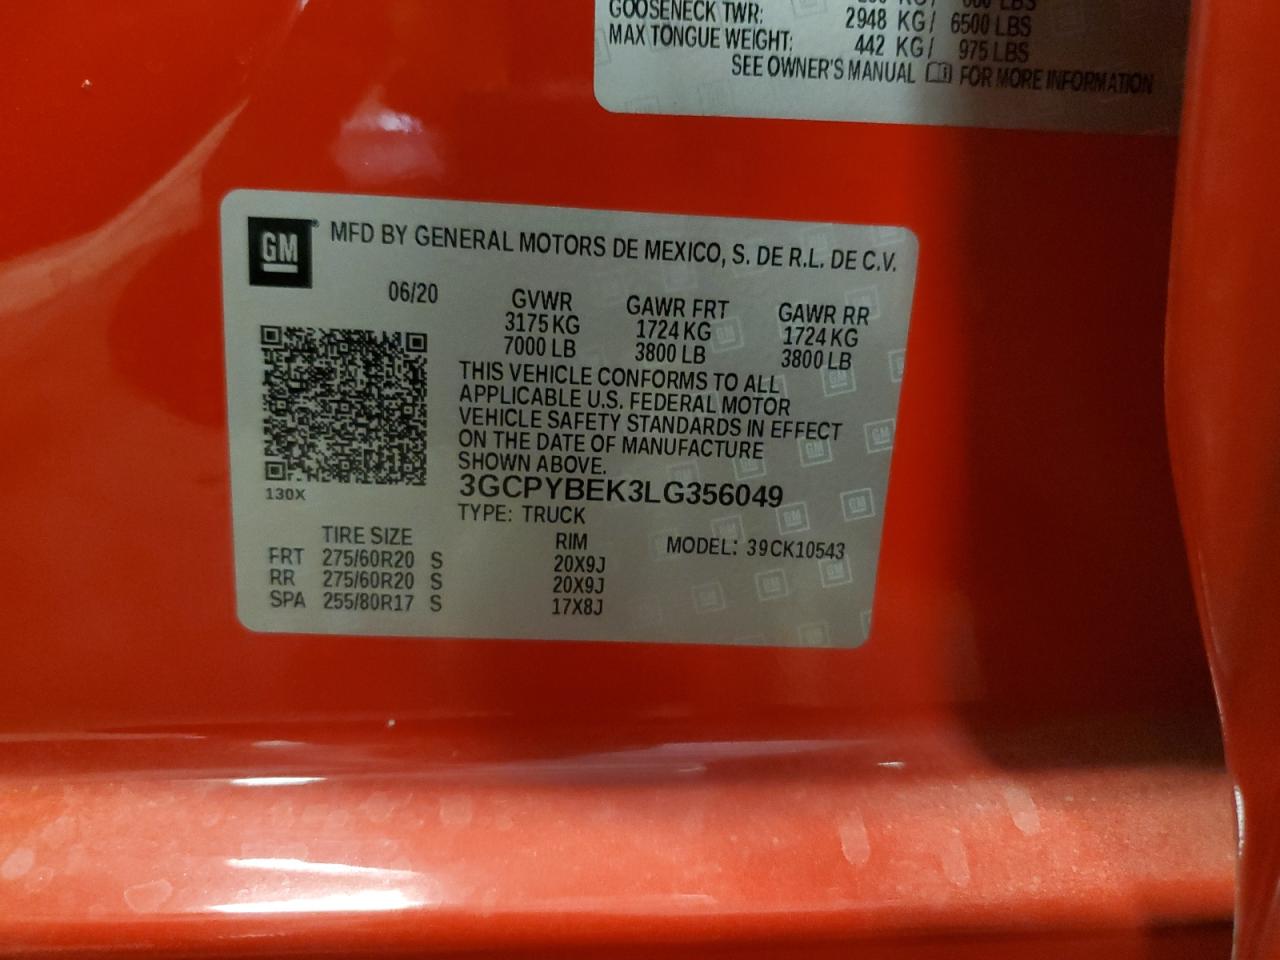 GOOSENECK TWR: 2948 KG/ 6500 LBS
MAX TONGUE WEIGHT: 442 KG/ 975 LBS
SEE OWNER'S MANUAL FOR MORE INFORMATION
GM ® MFD BY GENERAL MOTORS DE MEXICO, S. DE R.L. DE C.V.
06/20
GVWR GAWR FRT GAWR RR
3175 KG 1724 KG 1724 KG
7000 LB 3800 LB 3800 LB
THIS VEHICLE CONFORMS TO ALL
APPLICABLE U.S. FEDERAL MOTOR
VEHICLE SAFETY STANDARDS IN EFFECT
ON THE DATE OF MANUFACTURE
SHOWN ABOVE.
130X
3GCPYBEK3LG356049
TYPE: TRUCK
TIRE SIZE RIM MODEL: 39CK10543
FRT 275/60R20 S 20X9J
RR 275/60R20 S 20X9J
SPA 255/80R17 S 17X8J